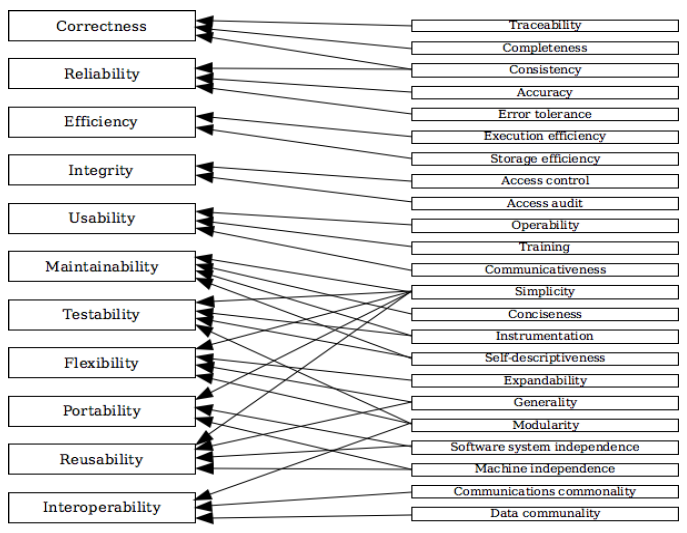 Correctness
Reliability
Efficiency
Integrity
Usability
Maintainability
Testability
Flexibility
Portability
Reusability
Interoperability
Traceability
Completeness
Consistency
Accuracy
Error tolerance
Execution efficiency
Storage efficiency
Access control
Access audit
Operability
Training
Communicativeness
Simplicity
Conciseness
Instrumentation
Self-descriptiveness
Expandability
Generality
Modularity
Software system independence
Machine independence
Communications commonality
Data communality